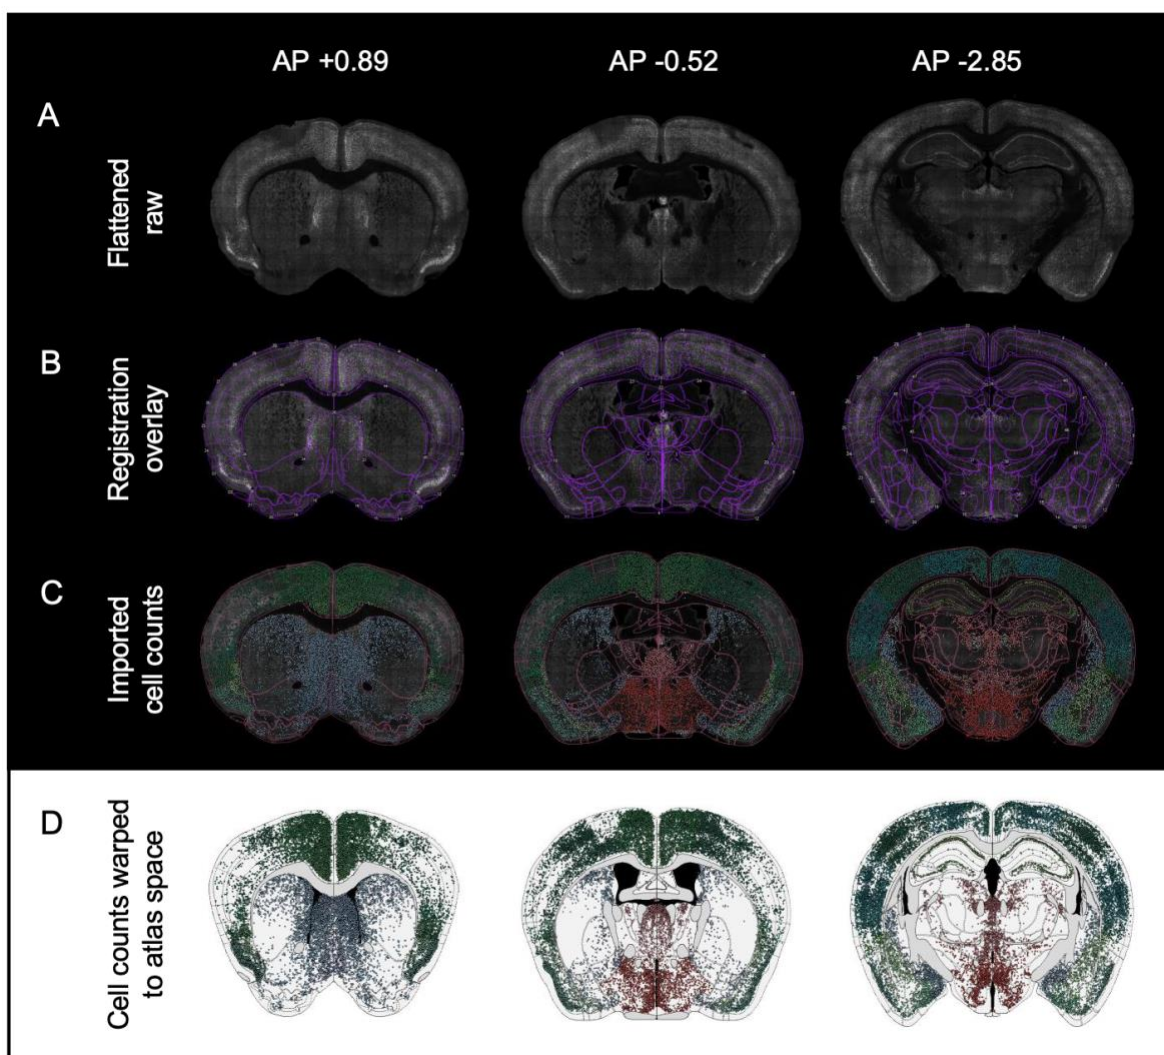 AP +0.89
AP -0.52
AP -2.85
A
Flattened
raw
B
Registration
overlay
C
Imported
cell counts
D
Cell counts warped
to atlas space